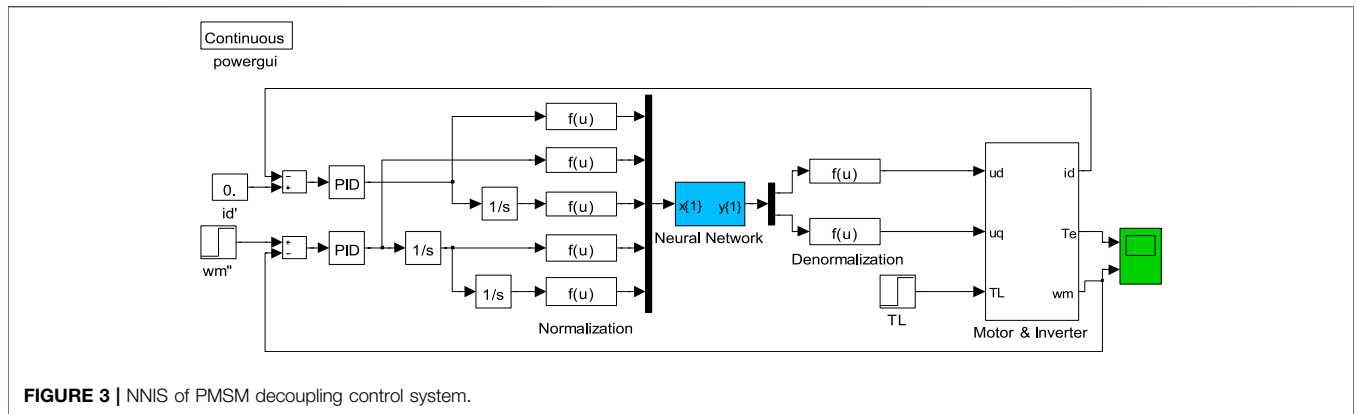 Continuous
powergui
f(u)
f(u)
f(u)
f(u)
f(u)
Normalization
−
+
PID
0.
id'
+
−
PID
wm"
1/s
1/s
1/s
x{1} y{1}
Neural Network
f(u)
f(u)
Denormalization
TL
ud id
uq Te
TL wm
Motor & Inverter
FIGURE 3 | NNIS of PMSM decoupling control system.